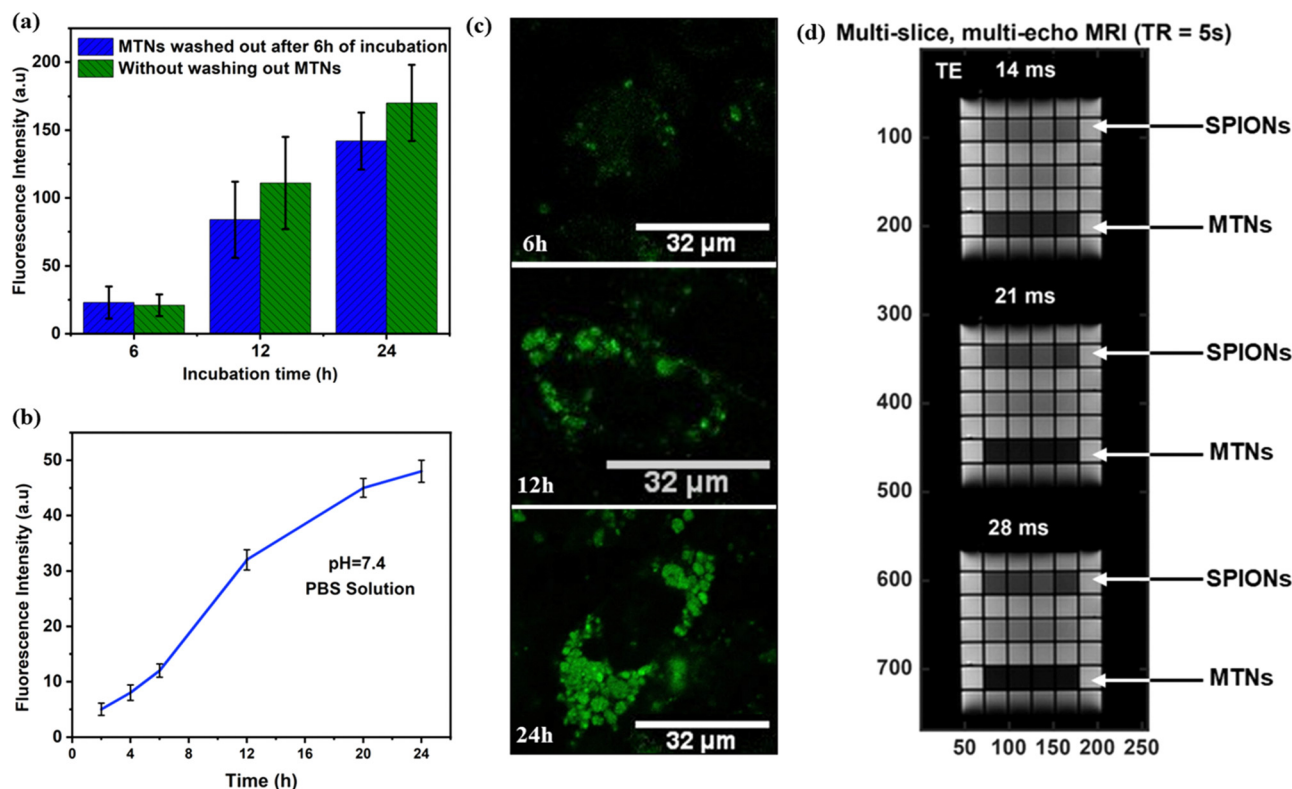 (a)
200
150
100
50
0
Fluorescence Intensity (a.u)
MTNs washed out after 6h of incubation
Without washing out MTNs
6 12 24
Incubation time (h)
(b)
50
40
30
20
10
0
Fluorescence Intensity (a.u)
pH=7.4
PBS Solution
0 4 8 12 16 20 24
Time (h)
(c)
6h
32 µm
12h
32 µm
24h
32 µm
(d) Multi-slice, multi-echo MRI (TR = 5s)
TE 14 ms
100
SPIONs
200
MTNs
21 ms
300
SPIONs
400
MTNs
500
28 ms
600
SPIONs
700
MTNs
50 100 150 200 250